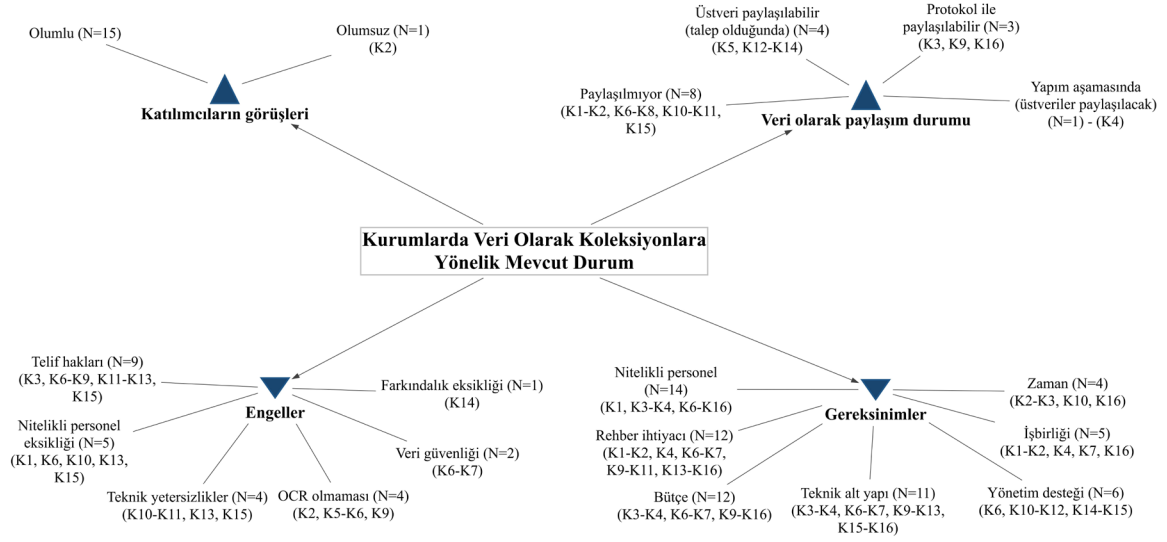 Olumlu (N=15)
Olumsuz (N=1)
(K2)
Katılımcıların görüşleri
Üstveri paylaşılabilir
(talep olduğunda) (N=4)
(K5, K12-K14)
Protokol ile
paylaşılabilir (N=3)
(K3, K9, K16)
Paylaşılmıyor (N=8)
(K1-K2, K6-K8, K10-K11,
K15)
Yapım aşamasında
(üstveriler paylaşılacak)
(N=1) - (K4)
Veri olarak paylaşım durumu
Kurumlarda Veri Olarak Koleksiyonlara
Yönelik Mevcut Durum
Telif hakları (N=9)
(K3, K6-K9, K11-K13,
K15)
Farkındalık eksikliği (N=1)
(K14)
Engeller
Nitelikli personel
eksikliği (N=5)
(K1, K6, K10, K13,
K15)
Veri güvenliği (N=2)
(K6-K7)
Teknik yetersizlikler (N=4)
(K10-K11, K13, K15)
OCR olmaması (N=4)
(K2, K5-K6, K9)
Nitelikli personel
(N=14)
(K1, K3-K4, K6-K16)
Zaman (N=4)
(K2-K3, K10, K16)
Gereksinimler
Rehber ihtiyacı (N=12)
(K1-K2, K4, K6-K7,
K9-K11, K13-K16)
İşbirliği (N=5)
(K1-K2, K4, K7, K16)
Bütçe (N=12)
(K3-K4, K6-K7, K9-K16)
Teknik alt yapı (N=11)
(K3-K4, K6-K7, K9-K13,
K15-K16)
Yönetim desteği (N=6)
(K6, K10-K12, K14-K15)